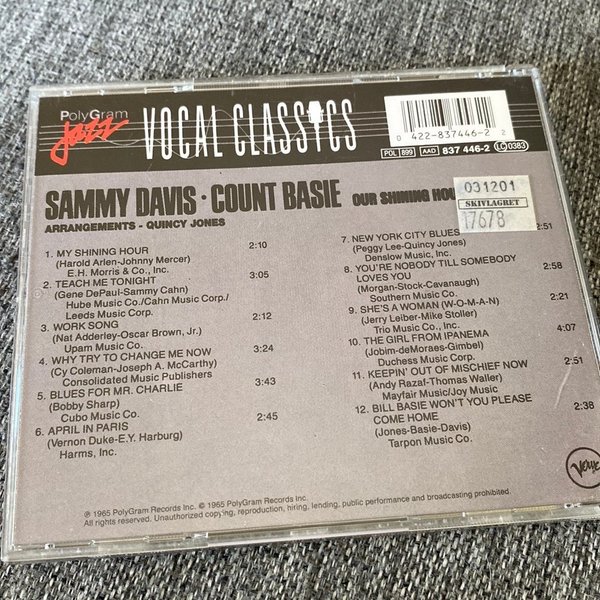 PolyGram
Jazz
VOCAL CLASSICS
0 422-837446-2 2
POL 899 AAD 837 446-2 LC 0383
SAMMY DAVIS · COUNT BASIE OUR SHINING
ARRANGEMENTS - QUINCY JONES
031201
SKIVLAGRET
17678
1. MY SHINING HOUR 2:10
(Harold Arlen-Johnny Mercer)
E.H. Morris & Co., Inc.
2. TEACH ME TONIGHT 3:05
(Gene DePaul-Sammy Cahn)
Hube Music Co./Cahn Music Corp./
Leeds Music Corp.
3. WORK SONG 2:12
(Nat Adderley-Oscar Brown, Jr.)
Upam Music Co.
4. WHY TRY TO CHANGE ME NOW 3:24
(Cy Coleman-Joseph A. McCarthy)
Consolidated Music Publishers
5. BLUES FOR MR. CHARLIE 3:43
(Bobby Sharp)
Cubo Music Co.
6. APRIL IN PARIS 2:45
(Vernon Duke-E.Y. Harburg)
Harms, Inc.
7. NEW YORK CITY BLUES 2:51
(Peggy Lee-Quincy Jones)
Denslow Music, Inc.
8. YOU'RE NOBODY TILL SOMEBODY
LOVES YOU 2:58
(Morgan-Stock-Cavanaugh)
Southern Music Co.
9. SHE'S A WOMAN (W-O-M-A-N) 2:21
(Jerry Leiber-Mike Stoller)
Trio Music Co., Inc.
10. THE GIRL FROM IPANEMA 4:07
(Jobim-deMoraes-Gimbel)
Duchess Music Corp.
11. KEEPIN' OUT OF MISCHIEF NOW 2:51
(Andy Razaf-Thomas Waller)
Mayfair Music/Joy Music
12. BILL BASIE WON'T YOU PLEASE
COME HOME 2:38
(Jones-Basie-Davis)
Tarpon Music Co.
Verve
℗ 1965 PolyGram Records Inc. © 1965 PolyGram Records Inc.
All rights reserved. Unauthorized copying, reproduction, hiring, lending, public performance and broadcasting prohibited.